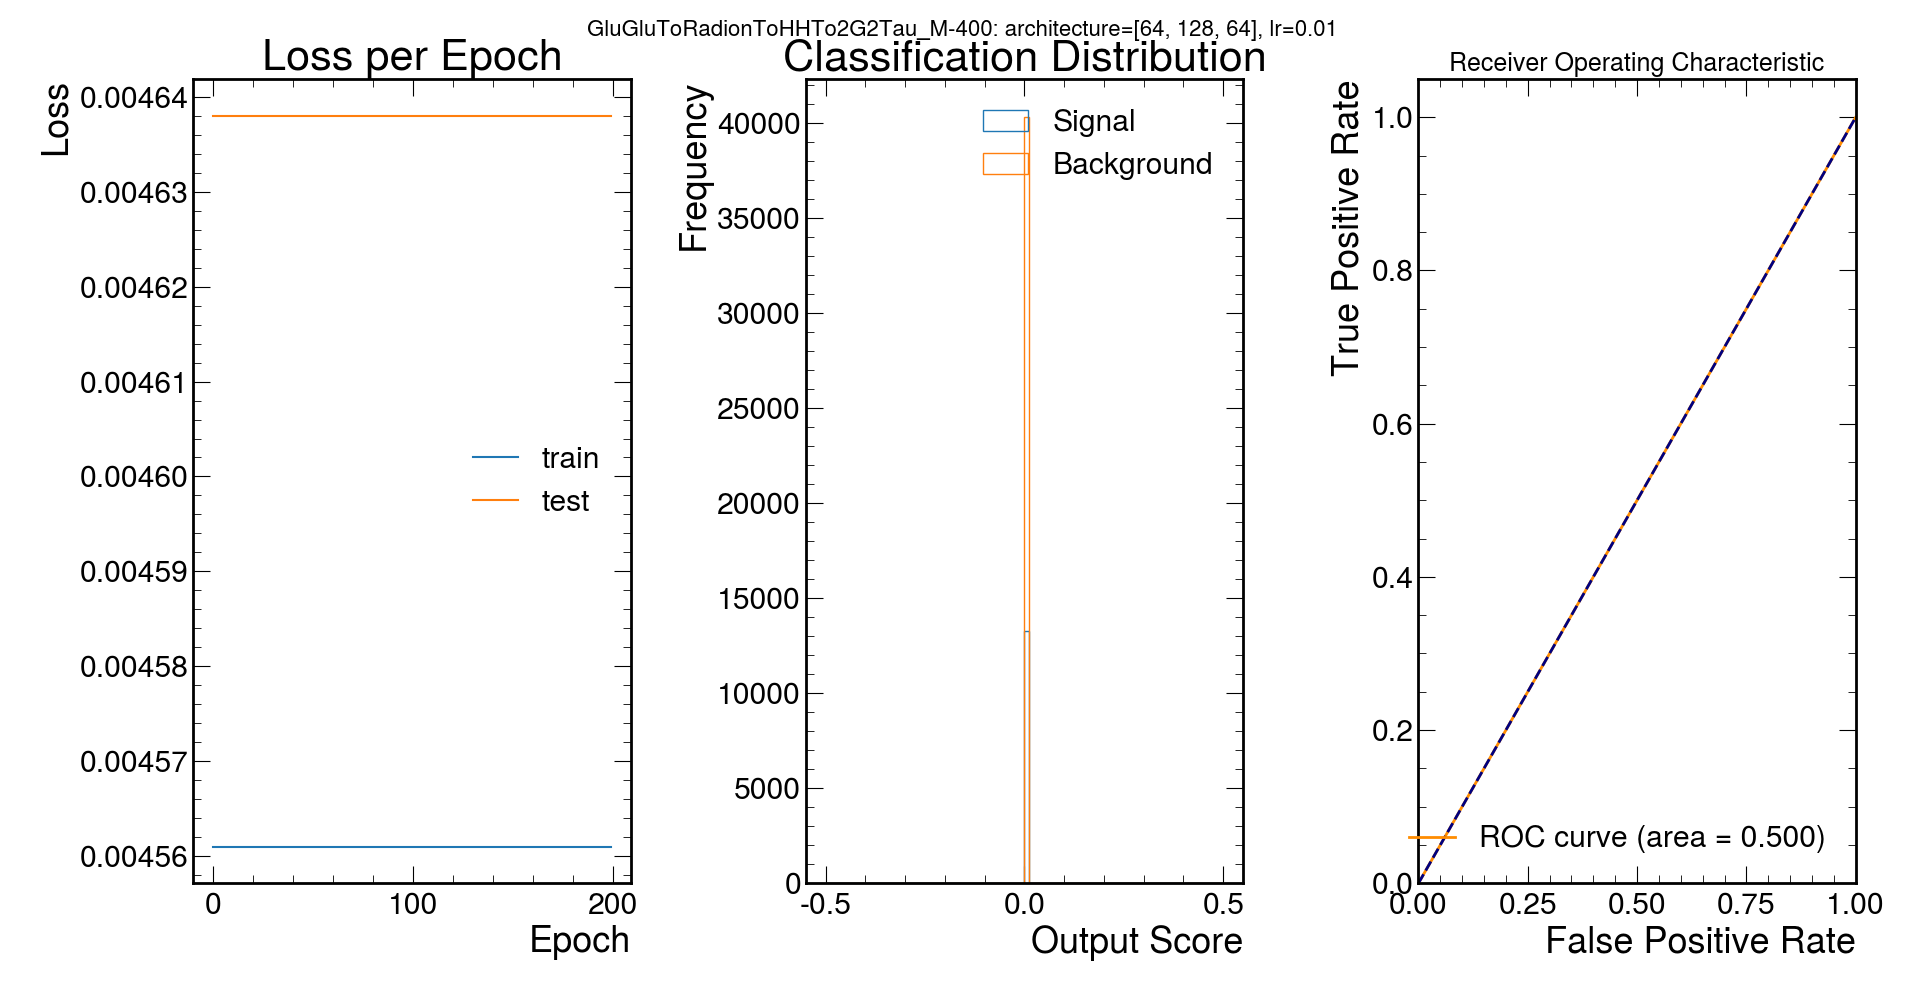 GluGluToRadionToHHTo2G2Tau_M-400: architecture=[64, 128, 64], lr=0.01
Loss per Epoch
Loss
0.00464
0.00463
0.00462
0.00461
0.00460
0.00459
0.00458
0.00457
0.00456
train
test
0 100 200
Epoch
Classification Distribution
Frequency
40000
35000
30000
25000
20000
15000
10000
5000
0
Signal
Background
-0.5 0.0 0.5
Output Score
Receiver Operating Characteristic
True Positive Rate
1.0
0.8
0.6
0.4
0.2
0.0
ROC curve (area = 0.500)
0.00 0.25 0.50 0.75 1.00
False Positive Rate